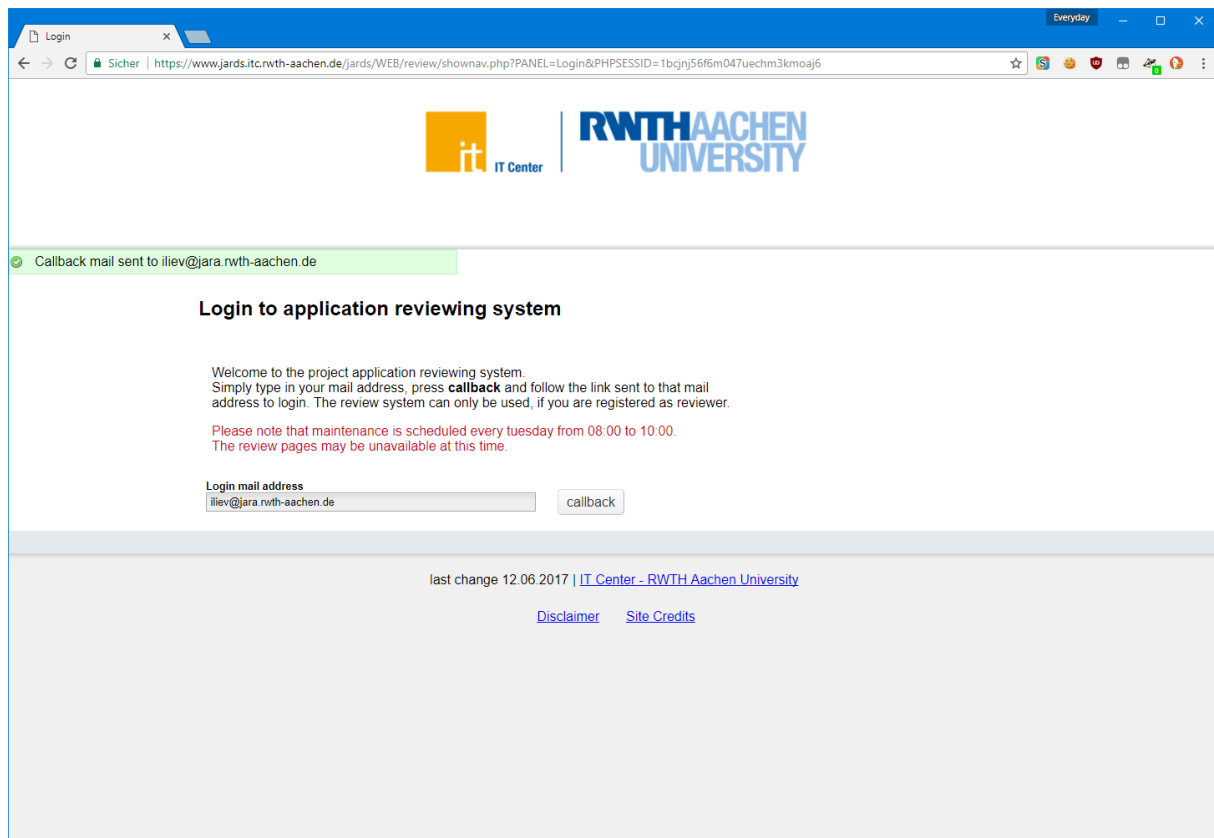 Everyday
Login
Sicher | https://www.jards.itc.rwth-aachen.de/jards/WEB/review/shownav.php?PANEL=Login&PHPSESSID=1bcjnj56f6m047uechm3kmoaj6
0
it IT Center
RWTHAACHEN
UNIVERSITY
Callback mail sent to iliev@jara.rwth-aachen.de
Login to application reviewing system
Welcome to the project application reviewing system.
Simply type in your mail address, press callback and follow the link sent to that mail
address to login. The review system can only be used, if you are registered as reviewer.
Please note that maintenance is scheduled every tuesday from 08:00 to 10:00.
The review pages may be unavailable at this time.
Login mail address
iliev@jara.rwth-aachen.de callback
last change 12.06.2017 | IT Center - RWTH Aachen University
Disclaimer Site Credits